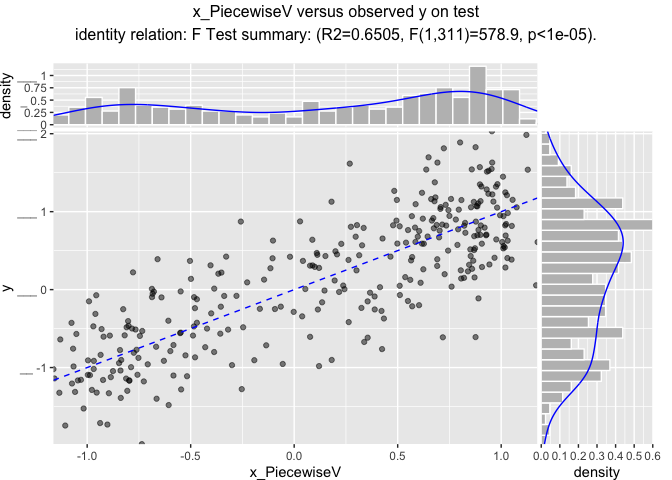 x_PiecewiseV versus observed y on test
identity relation: F Test summary: (R2=0.6505, F(1,311)=578.9, p<1e-05).
density
1
0.75
0.5
0.25
0
2
1
0
-1
y
-1.0 -0.5 0.0 0.5 1.0
x_PiecewiseV
0.0 0.1 0.2 0.3 0.4 0.5 0.6
density